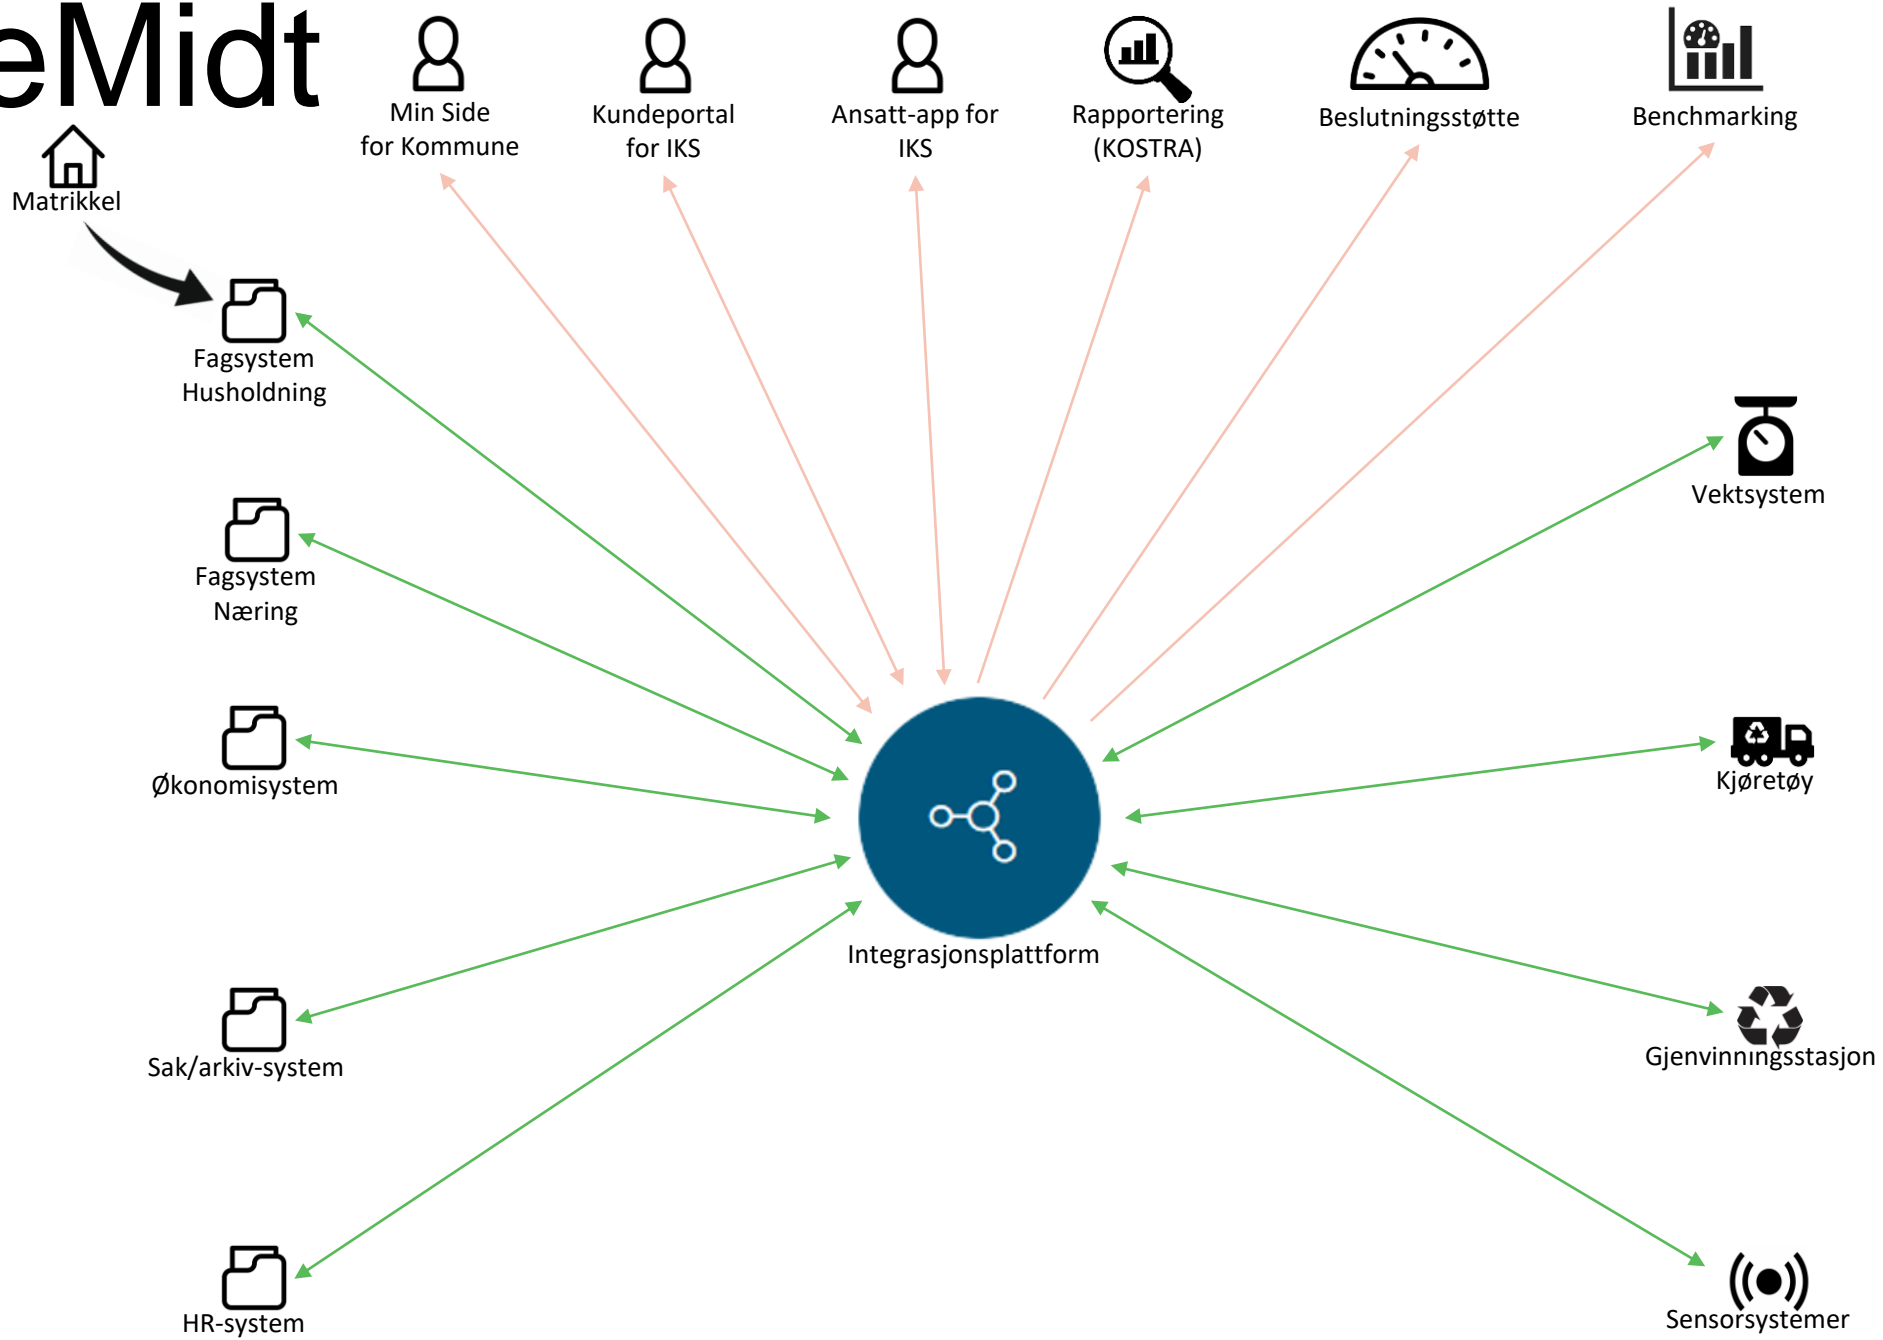 eMidt
Min Side
for Kommune
Kundeportal
for IKS
Ansatt-app for
IKS
Rapportering
(KOSTRA)
Beslutningsstøtte
Benchmarking
Matrikkel
Fagsystem
Husholdning
Vektsystem
Fagsystem
Næring
Økonomisystem
Kjøretøy
Integrasjonsplattform
Sak/arkiv-system
Gjenvinningsstasjon
HR-system
Sensorsystemer